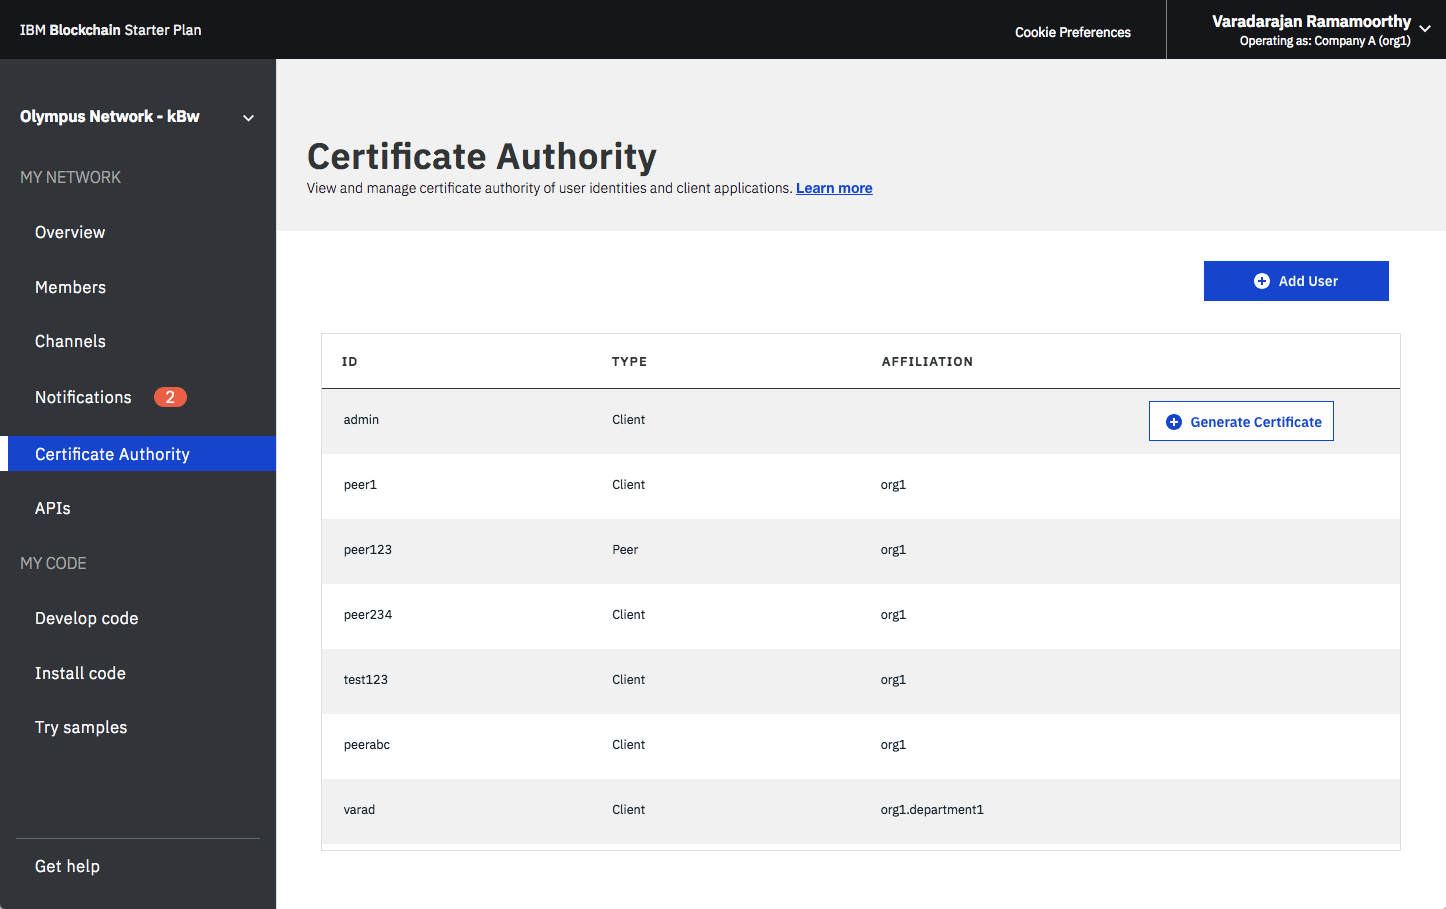 IBM Blockchain Starter Plan
Cookie Preferences
Varadarajan Ramamoorthy
Operating as: Company A (org1)
Olympus Network - kBw
MY NETWORK
Overview
Members
Channels
Notifications 2
Certificate Authority
APIs
MY CODE
Develop code
Install code
Try samples
Get help
Certificate Authority
View and manage certificate authority of user identities and client applications. Learn more
Add User
ID TYPE AFFILIATION
admin Client Generate Certificate
peer1 Client org1
peer123 Peer org1
peer234 Client org1
test123 Client org1
peerabc Client org1
varad Client org1.department1